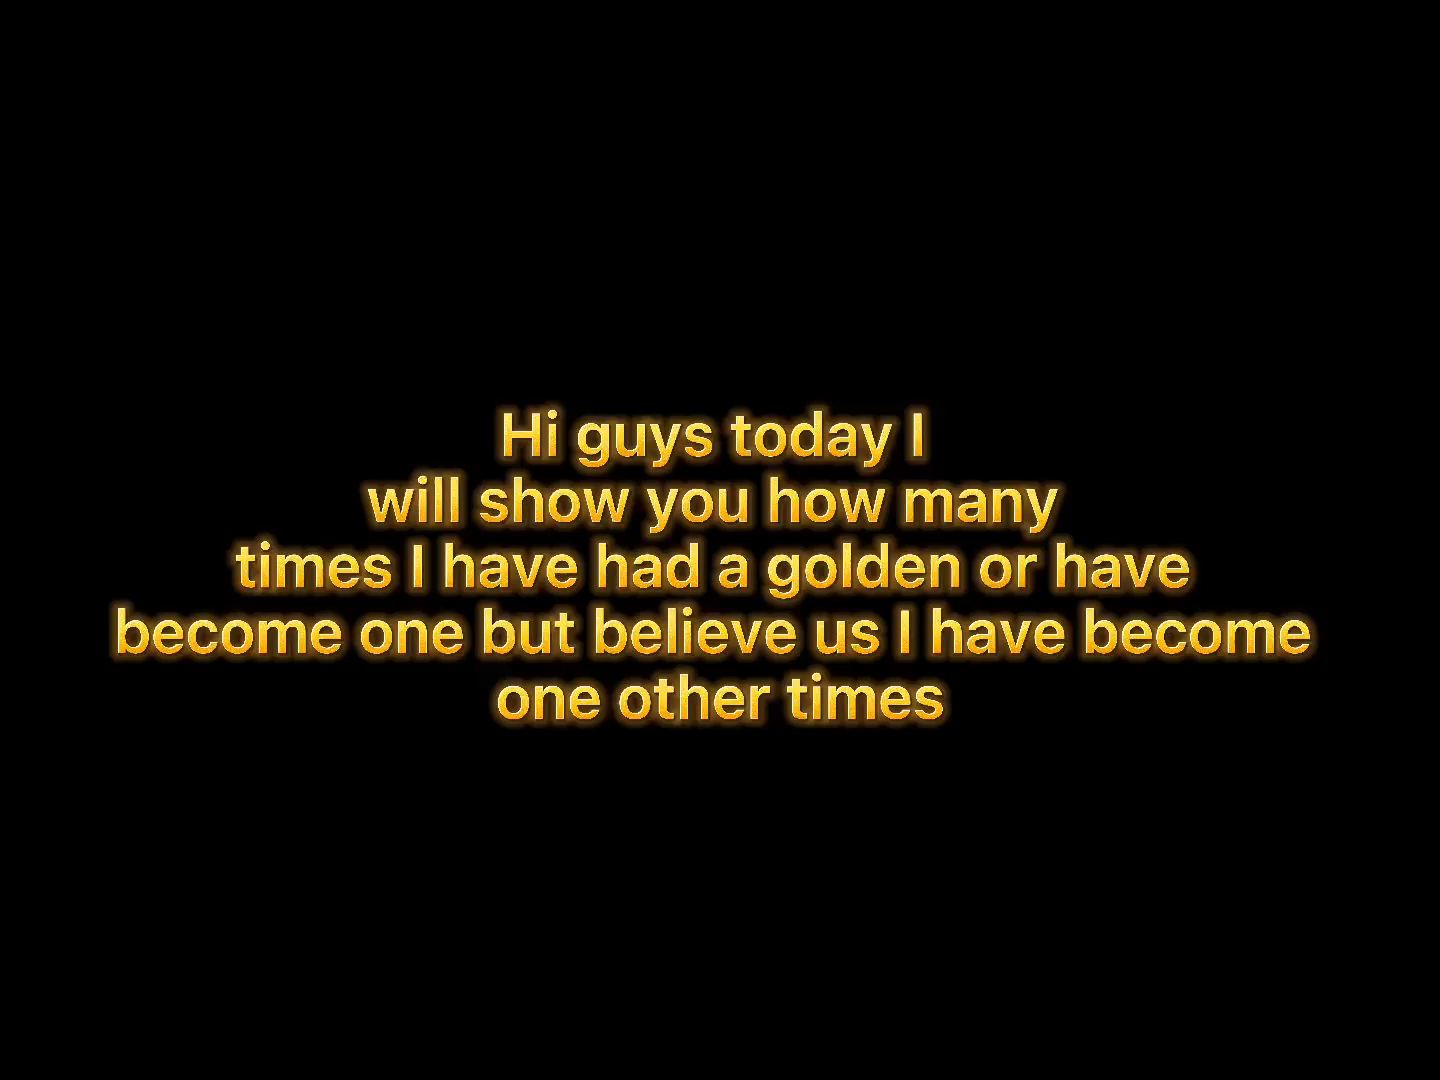 Hi guys today I
will show you how many
times I have had a golden or have
become one but believe us I have become
one other times